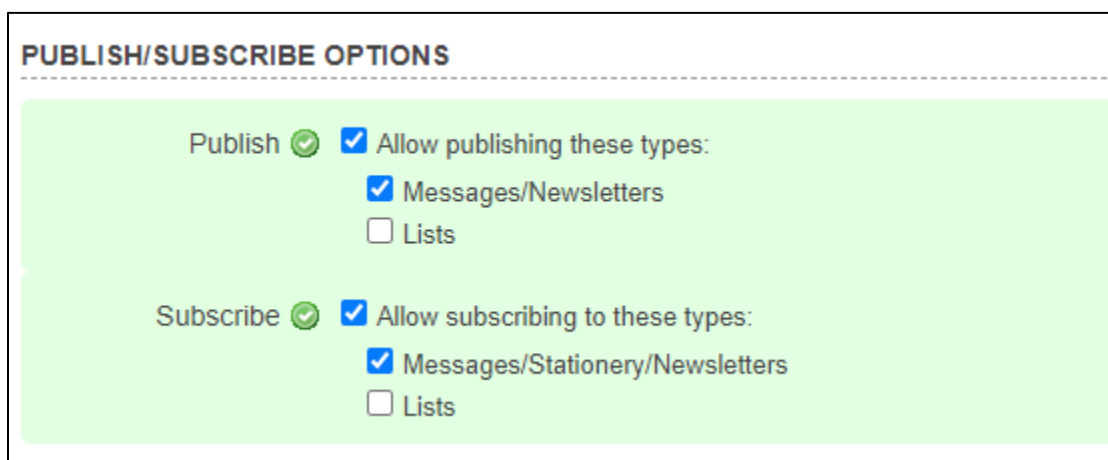 PUBLISH/SUBSCRIBE OPTIONS
Publish Allow publishing these types:
Messages/Newsletters
Lists
Subscribe Allow subscribing to these types:
Messages/Stationery/Newsletters
Lists